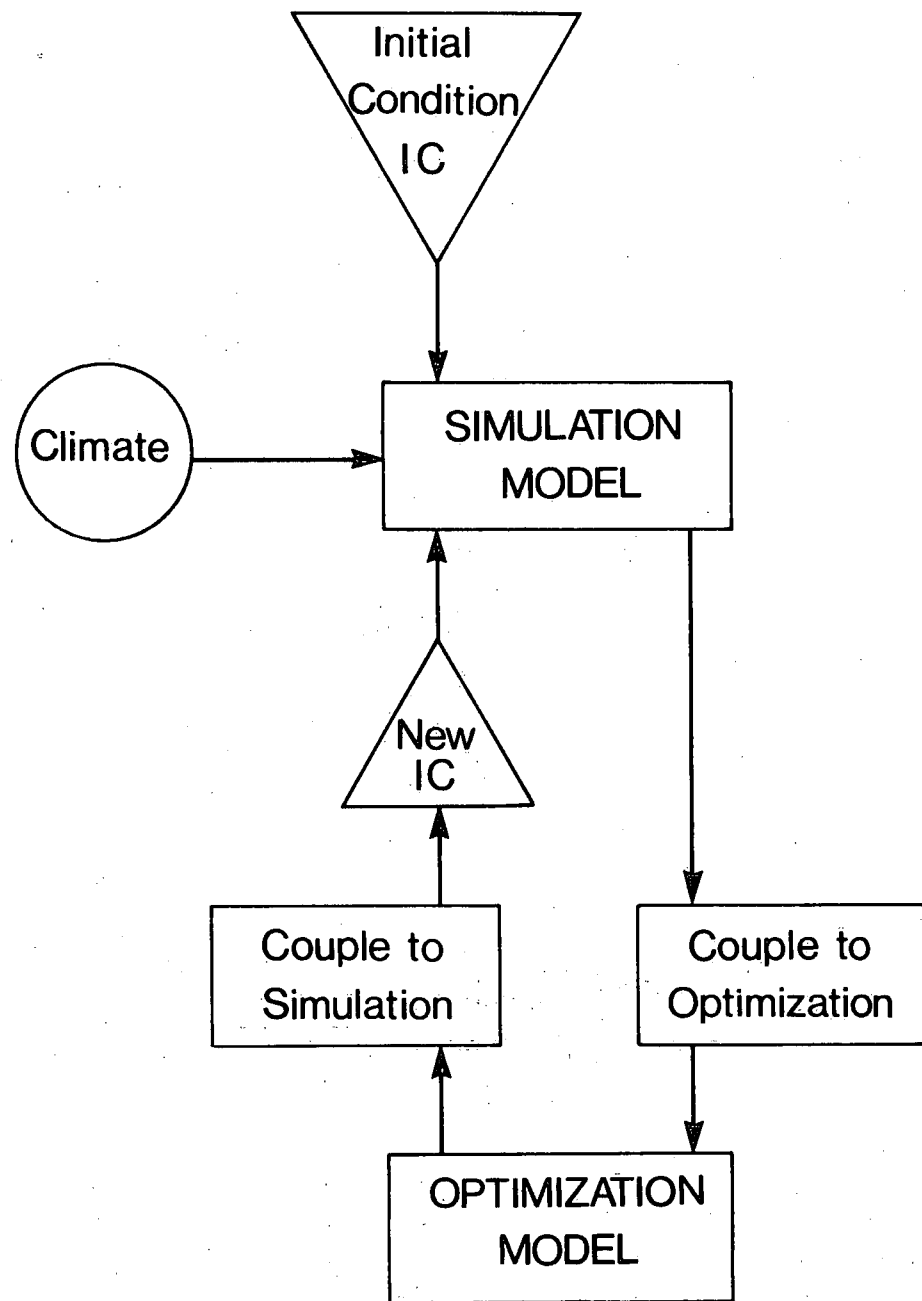 Initial
Condition
IC
Climate
SIMULATION
MODEL
New
IC
Couple to
Simulation
Couple to
Optimization
OPTIMIZATION
MODEL